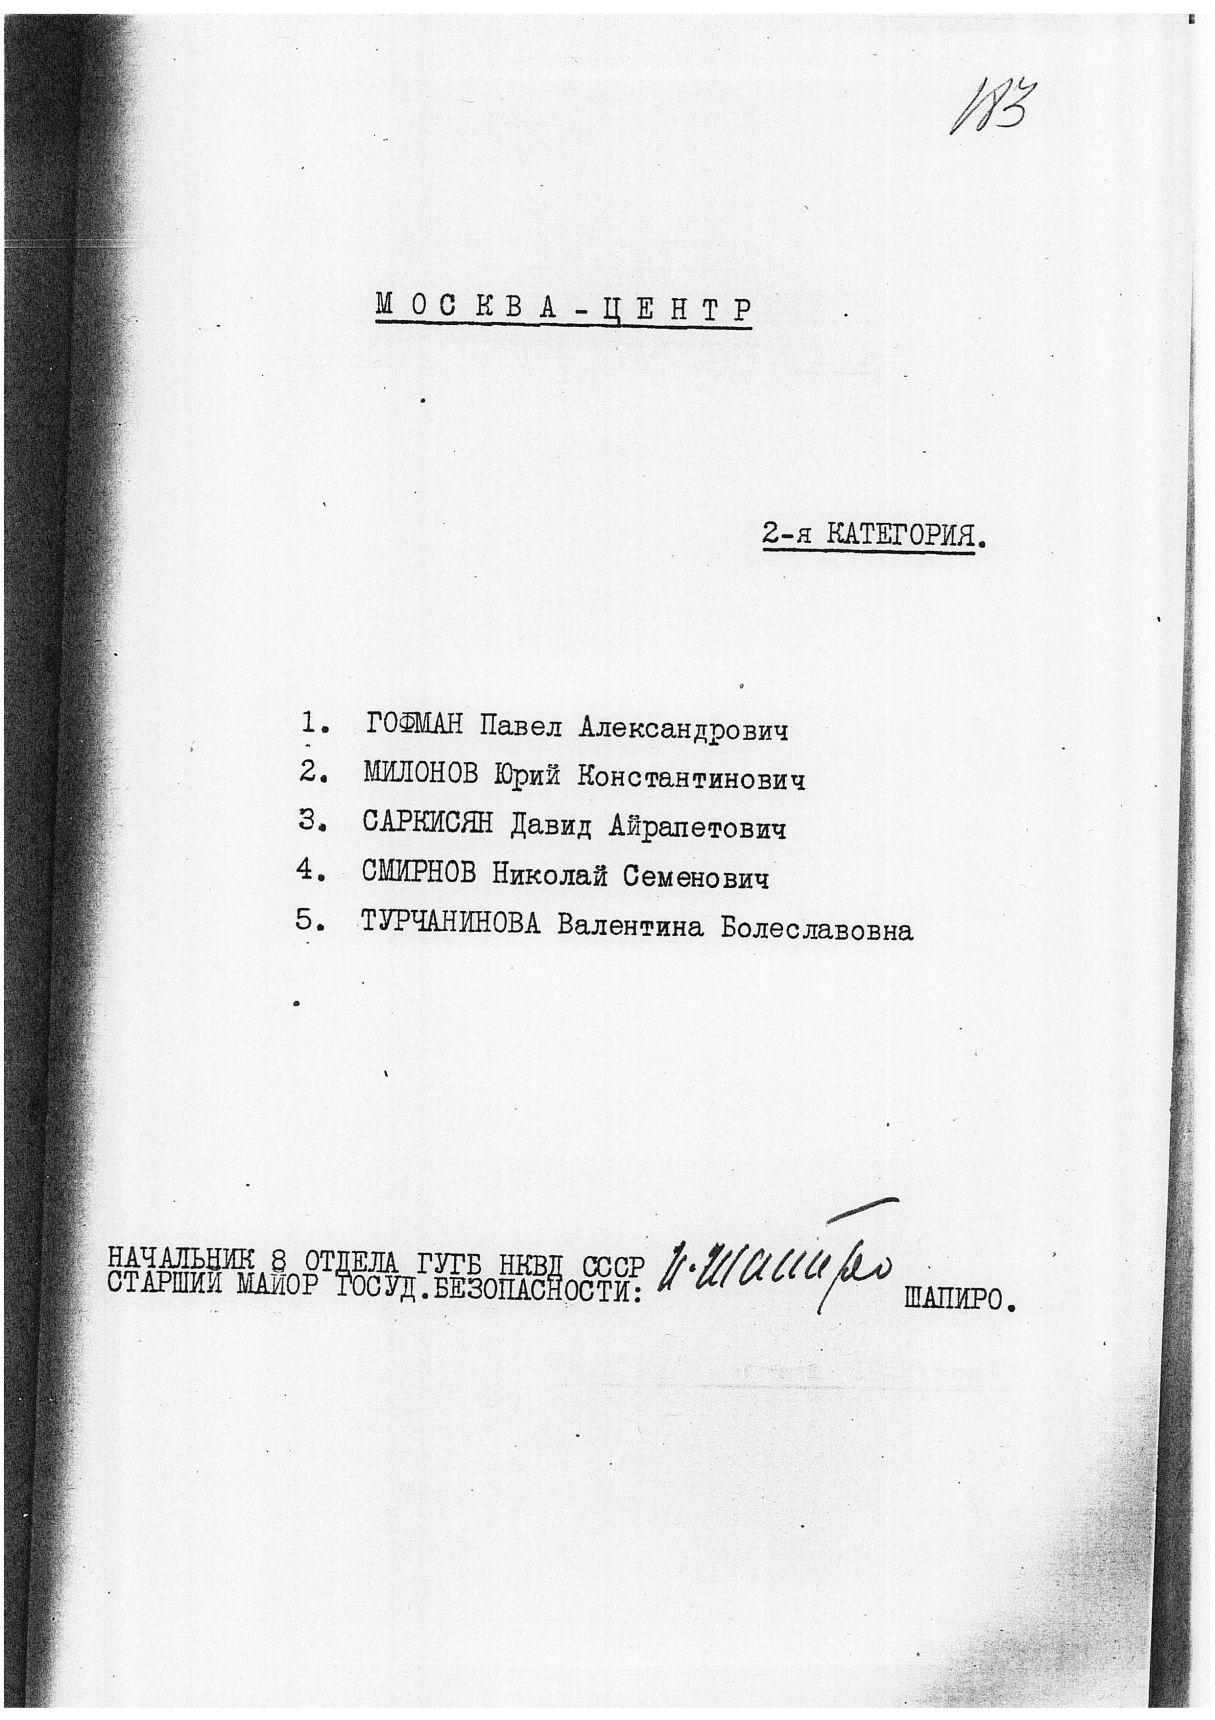 183
МОСКВА-ЦЕНТР
2-я КАТЕГОРИЯ.
1. ГОФМАН Павел Александрович
2. МИЛОНОВ Юрий Константинович
3. САРКИСЯН Давид Айрапетович
4. СМИРНОВ Николай Семенович
5. ТУРЧАНИНОВА Валентина Болеславовна
НАЧАЛЬНИК 8 ОТДЕЛА ГУГБ НКВД СССР
СТАРШИЙ МАЙОР ГОСУД.БЕЗОПАСНОСТИ: И. Шапиро ШАПИРО.